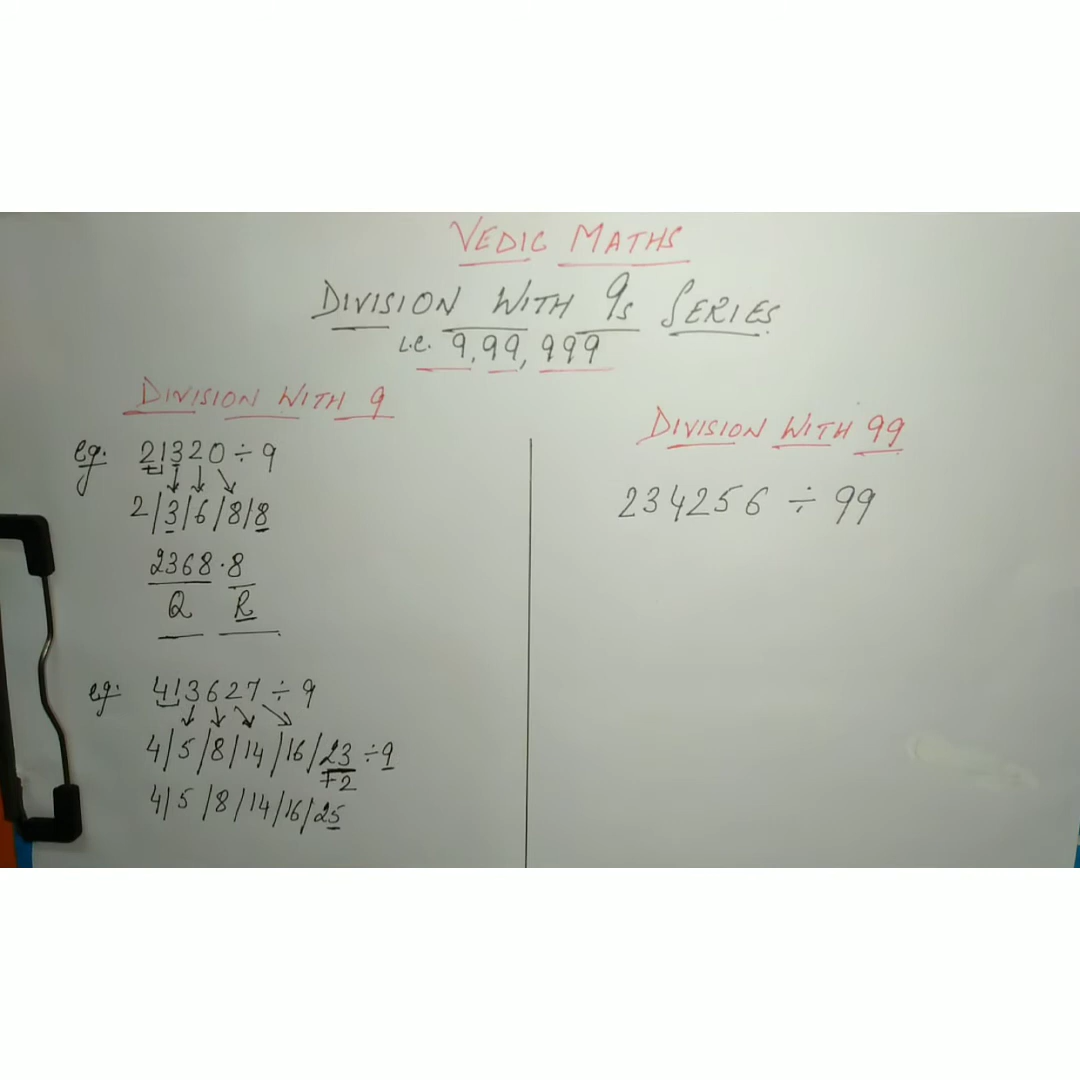 VEDIC MATHS
DIVISION WITH 9s SERIES
i.e. 9,99,999
DIVISION WITH 9
eg. 21320 ÷ 9
2/3/6/8/8
2368.8
Q R
eg. 413627 ÷ 9
4/5/8/14/16/23 ÷ 9
+2
4/5/8/14/16/25
DIVISION WITH 99
234256 ÷ 99